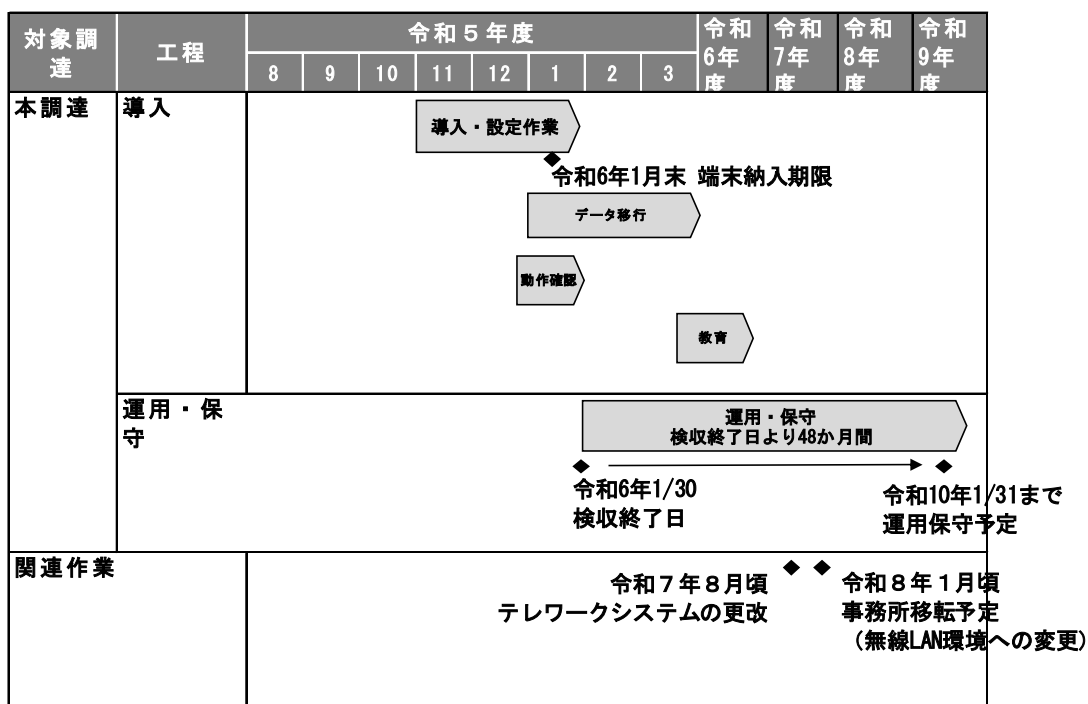 対象調
達
工程
令和５年度
8 9 10 11 12 1 2 3
令和
6年
度
令和
7年
度
令和
8年
度
令和
9年
度
本調達
導入
導入・設定作業
令和6年1月末 端末納入期限
データ移行
動作確認
教育
運用・保
守
運用・保守
検収終了日より48か月間
令和6年1/30
検収終了日
令和10年1/31まで
運用保守予定
関連作業
令和７年８月頃
テレワークシステムの更改
令和８年１月頃
事務所移転予定
（無線LAN環境への変更）